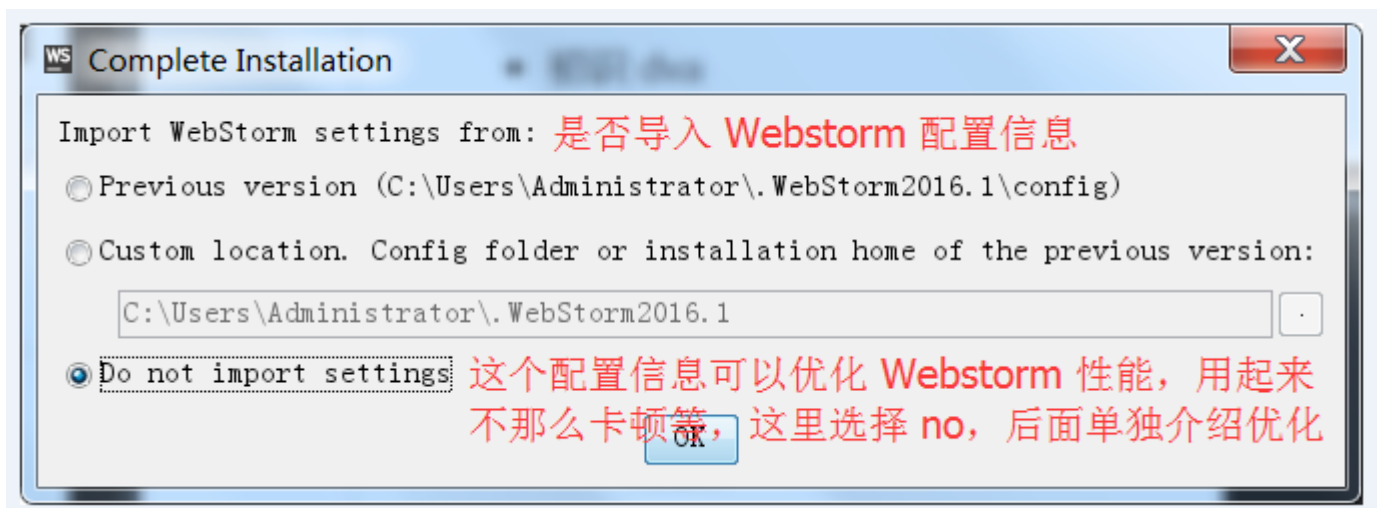 WS Complete Installation
Import WebStorm settings from: 是否导入 Webstorm 配置信息
Previous version (C:\Users\Administrator\.WebStorm2016.1\config)
Custom location. Config folder or installation home of the previous version:
C:\Users\Administrator\.WebStorm2016.1
Do not import settings 这个配置信息可以优化 Webstorm 性能，用起来
不那么卡顿等，这里选择 no，后面单独介绍优化
OK